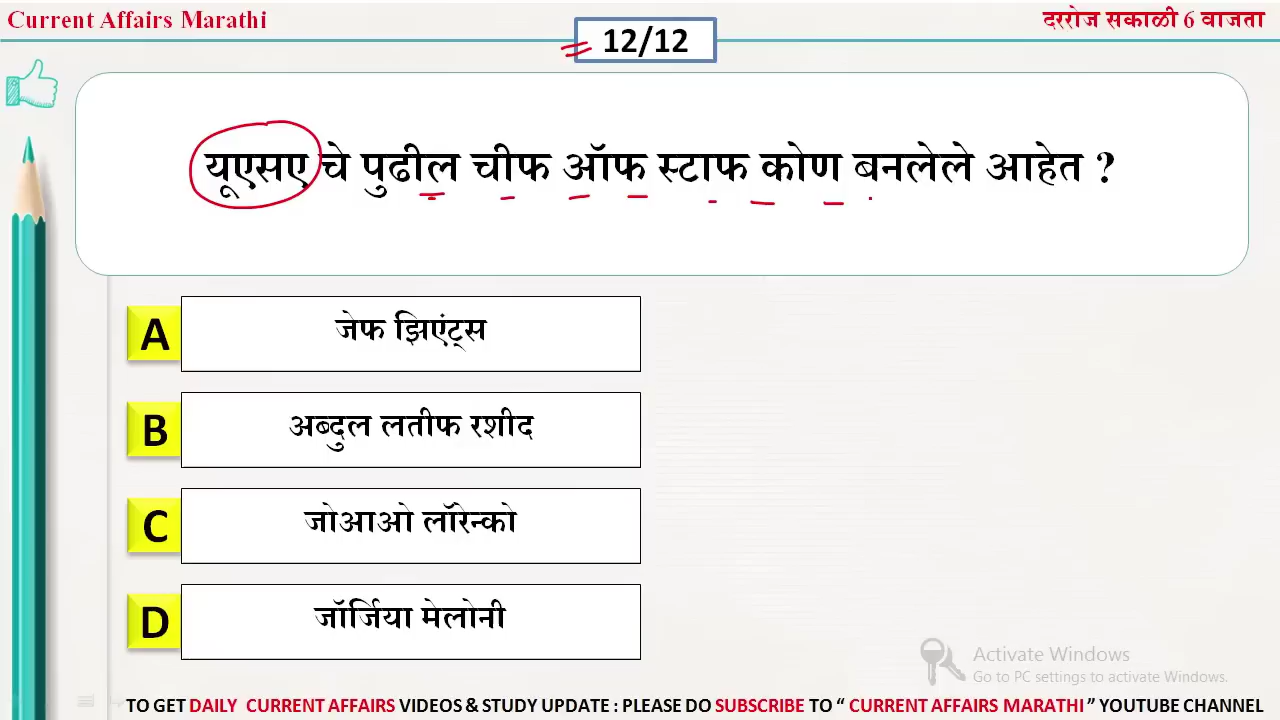 Current Affairs Marathi
दररोज सकाळी 6 वाजता
12/12
यूएसए चे पुढील चीफ ऑफ स्टाफ कोण बनलेले आहेत ?
A जेफ झिएंट्स
B अब्दुल लतीफ रशीद
C जोआओ लॉरेन्को
D जॉर्जिया मेलोनी
Activate Windows
Go to PC settings to activate Windows.
TO GET DAILY CURRENT AFFAIRS VIDEOS & STUDY UPDATE : PLEASE DO SUBSCRIBE TO “ CURRENT AFFAIRS MARATHI ” YOUTUBE CHANNEL